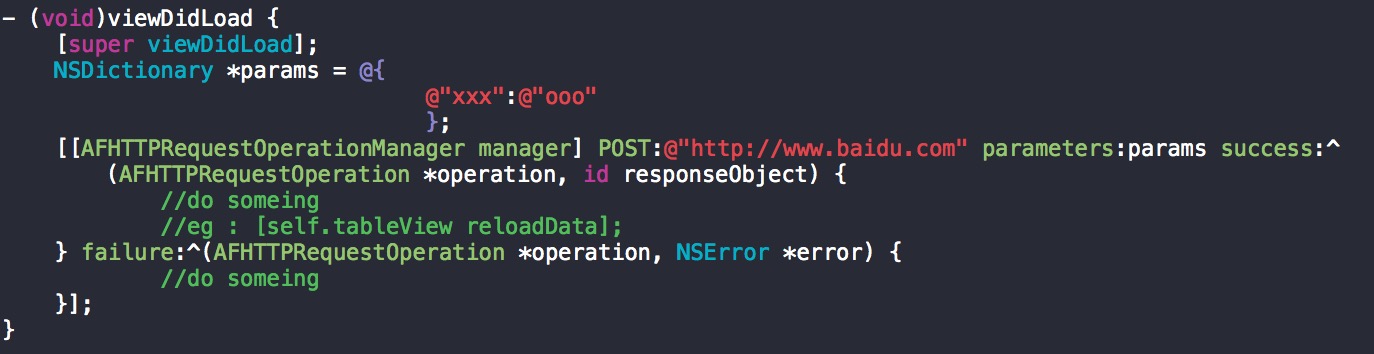 - (void)viewDidLoad {
    [super viewDidLoad];
    NSDictionary *params = @{
                             @"xxx":@"ooo"
                             };
    [[AFHTTPRequestOperationManager manager] POST:@"http://www.baidu.com" parameters:params success:^
        (AFHTTPRequestOperation *operation, id responseObject) {
            //do someing
            //eg : [self.tableView reloadData];
    } failure:^(AFHTTPRequestOperation *operation, NSError *error) {
            //do someing
    }];
}